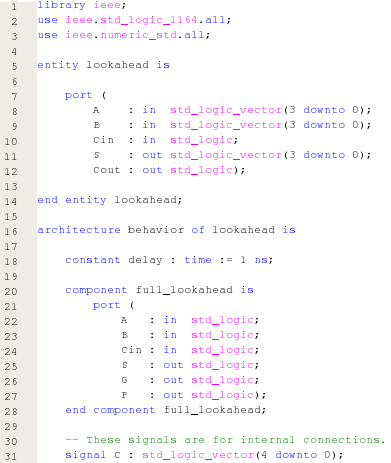 1 library ieee;
2 use ieee.std_logic_1164.all;
3 use ieee.numeric_std.all;
4
5 entity lookahead is
6
7 port (
8 A : in std_logic_vector(3 downto 0);
9 B : in std_logic_vector(3 downto 0);
10 Cin : in std_logic;
11 S : out std_logic_vector(3 downto 0);
12 Cout : out std_logic);
13
14 end entity lookahead;
15
16 architecture behavior of lookahead is
17
18 constant delay : time := 1 ns;
19
20 component full_lookahead is
21 port (
22 A : in std_logic;
23 B : in std_logic;
24 Cin : in std_logic;
25 S : out std_logic;
26 G : out std_logic;
27 P : out std_logic);
28 end component full_lookahead;
29
30 -- These signals are for internal connections.
31 signal C : std_logic_vector(4 downto 0);